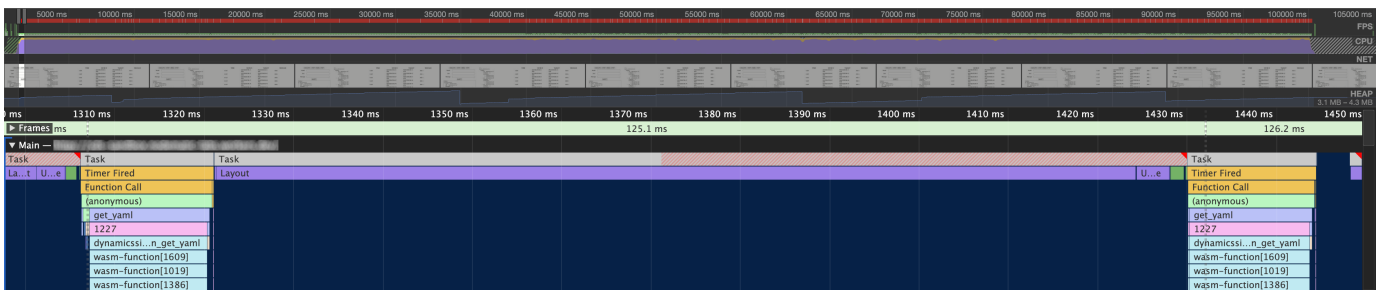 5000 ms 10000 ms 15000 ms 20000 ms 25000 ms 30000 ms 35000 ms 40000 ms 45000 ms 50000 ms 55000 ms 60000 ms 65000 ms 70000 ms 75000 ms 80000 ms 85000 ms 90000 ms 95000 ms 100000 ms 105000 ms
FPS
CPU
NET
HEAP
3.1 MB – 4.3 MB
ms 1310 ms 1320 ms 1330 ms 1340 ms 1350 ms 1360 ms 1370 ms 1380 ms 1390 ms 1400 ms 1410 ms 1420 ms 1430 ms 1440 ms 1450 ms
▶ Frames ms 125.1 ms 126.2 ms
▼ Main —
Task Task Task Task
La...t U...e Timer Fired Layout U...e Timer Fired
Function Call Function Call
(anonymous) (anonymous)
get_yaml get_yaml
1227 1227
dynamicssi...n_get_yaml dynamicssi...n_get_yaml
wasm-function[1609] wasm-function[1609]
wasm-function[1019] wasm-function[1019]
wasm-function[1386] wasm-function[1386]